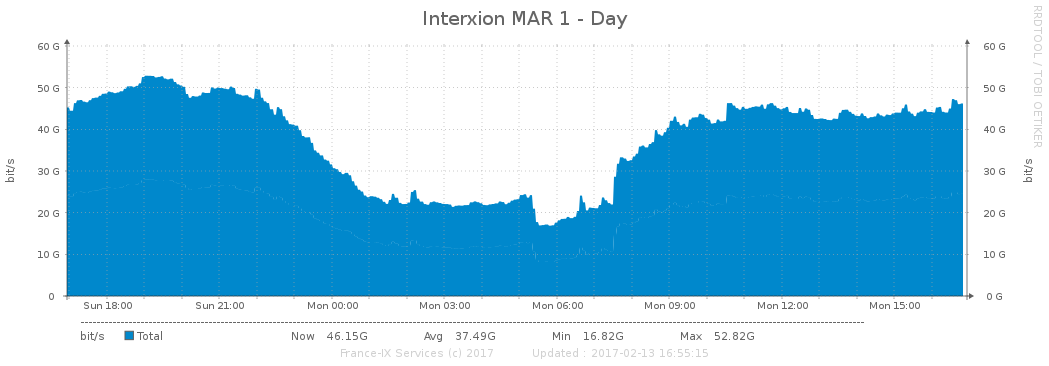 Interxion MAR 1 - Day
RRDTOOL / TOBI OETIKER
bit/s
60 G 60 G
50 G 50 G
40 G 40 G
30 G 30 G
20 G 20 G
10 G 10 G
0 0 G
bit/s
Sun 18:00 Sun 21:00 Mon 00:00 Mon 03:00 Mon 06:00 Mon 09:00 Mon 12:00 Mon 15:00
bit/s Total Now 46.15G Avg 37.49G Min 16.82G Max 52.82G
France-IX Services (c) 2017 Updated : 2017-02-13 16:55:15